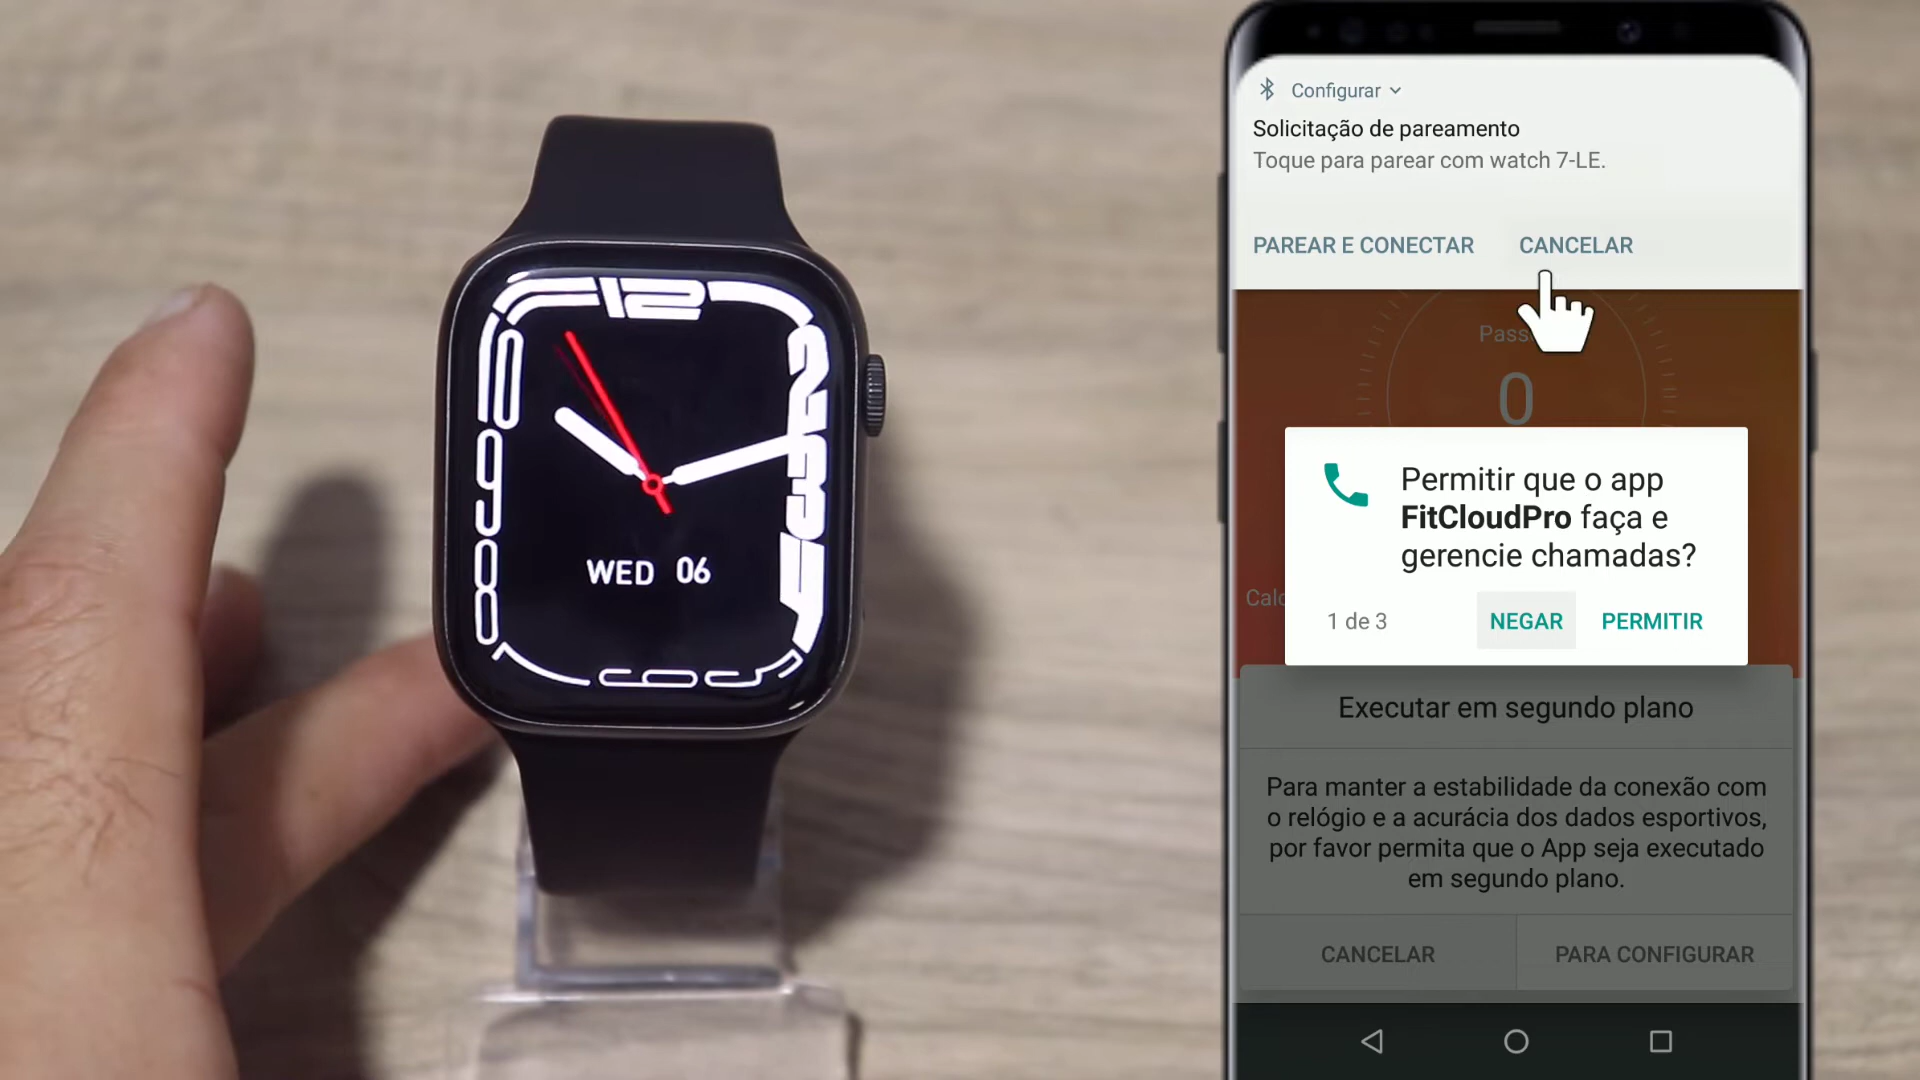 12
WED 06
Configurar
Solicitação de pareamento
Toque para parear com watch 7-LE.
PAREAR E CONECTAR CANCELAR
0
Permitir que o app
FitCloudPro faça e
gerencie chamadas?
1 de 3 NEGAR PERMITIR
Executar em segundo plano
Para manter a estabilidade da conexão com
o relógio e a acurácia dos dados esportivos,
por favor permita que o App seja executado
em segundo plano.
CANCELAR PARA CONFIGURAR